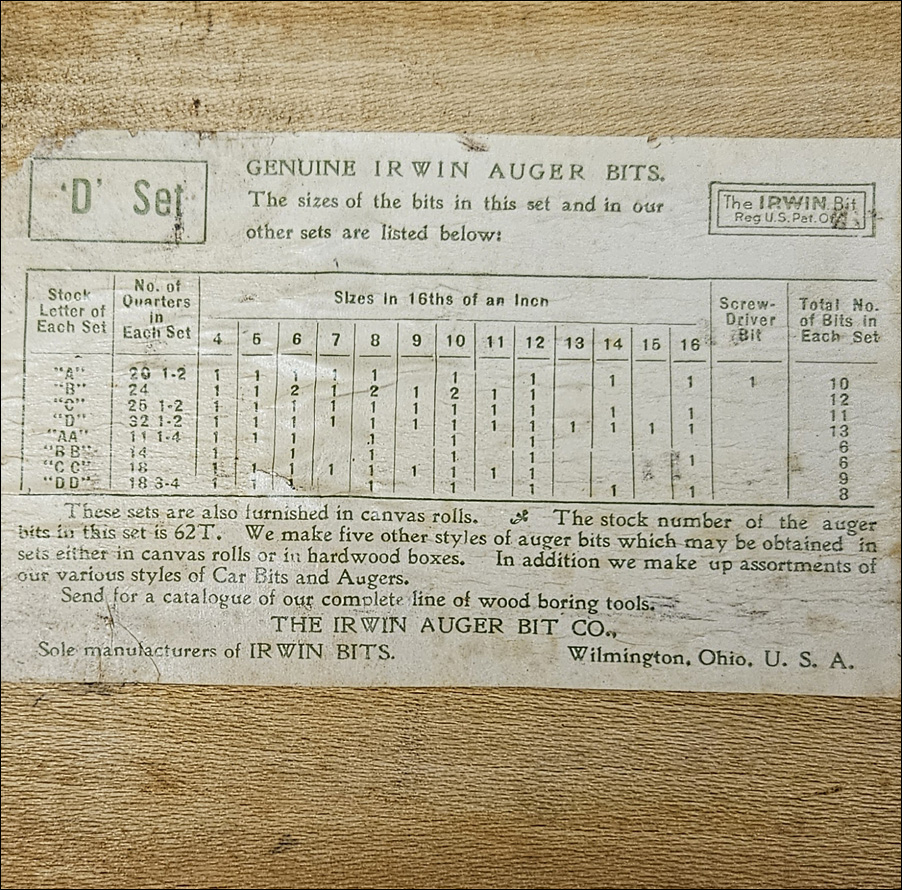 'D' Set
GENUINE IRWIN AUGER BITS.
The sizes of the bits in this set and in our
other sets are listed below:
The IRWIN Bit
Reg U.S. Pat. Off.
Stock Letter of Each Set | No. of Quarters in Each Set | Sizes in 16ths of an Inch | Screw-Driver Bit | Total No. of Bits in Each Set
4 5 6 7 8 9 10 11 12 13 14 15 16
"A" 20 1-2 1 1 1 1 1 1 1 1 1 1 10
"B" 24 1 1 2 1 2 1 2 1 1 12
"C" 25 1-2 1 1 1 1 1 1 1 1 1 1 1 11
"D" 32 1-2 1 1 1 1 1 1 1 1 1 1 1 1 1 13
"AA" 11 1-4 1 1 1 1 1 1 6
"BB" 14 1 1 1 1 1 1 6
"CC" 18 1 1 1 1 1 1 1 1 1 9
"DD" 18 3-4 1 1 1 1 1 1 1 1 8
These sets are also furnished in canvas rolls. The stock number of the auger
bits in this set is 62T. We make five other styles of auger bits which may be obtained in
sets either in canvas rolls or in hardwood boxes. In addition we make up assortments of
our various styles of Car Bits and Augers.
Send for a catalogue of our complete line of wood boring tools.
THE IRWIN AUGER BIT CO.,
Sole manufacturers of IRWIN BITS. Wilmington, Ohio, U. S. A.